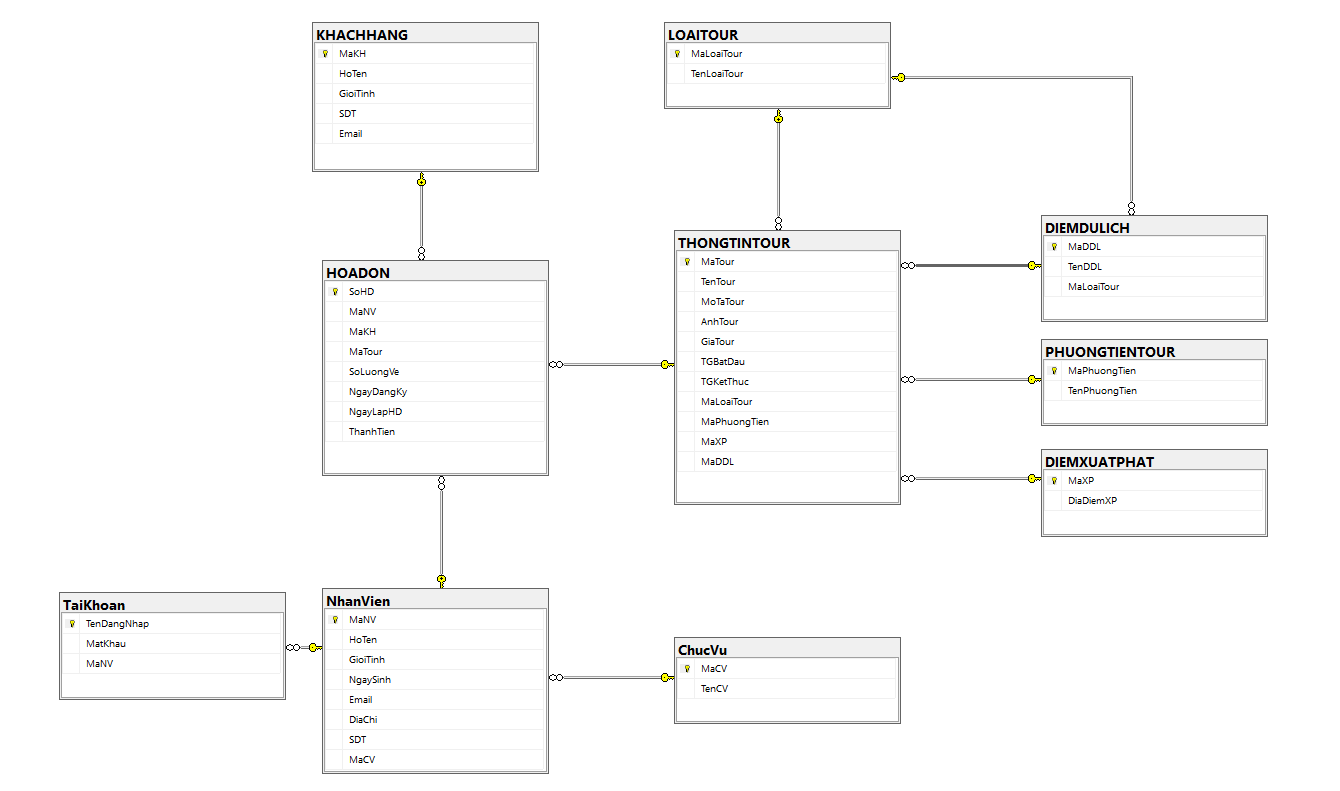 KHACHHANG
MaKH
HoTen
GioiTinh
SDT
Email
LOAITOUR
MaLoaiTour
TenLoaiTour
HOADON
SoHD
MaNV
MaKH
MaTour
SoLuongVe
NgayDangKy
NgayLapHD
ThanhTien
THONGTINTOUR
MaTour
TenTour
MoTaTour
AnhTour
GiaTour
TGBatDau
TGKetThuc
MaLoaiTour
MaPhuongTien
MaXP
MaDDL
DIEMDULICH
MaDDL
TenDDL
MaLoaiTour
PHUONGTIENTOUR
MaPhuongTien
TenPhuongTien
DIEMXUATPHAT
MaXP
DiaDiemXP
TaiKhoan
TenDangNhap
MatKhau
MaNV
NhanVien
MaNV
HoTen
GioiTinh
NgaySinh
Email
DiaChi
SDT
MaCV
ChucVu
MaCV
TenCV